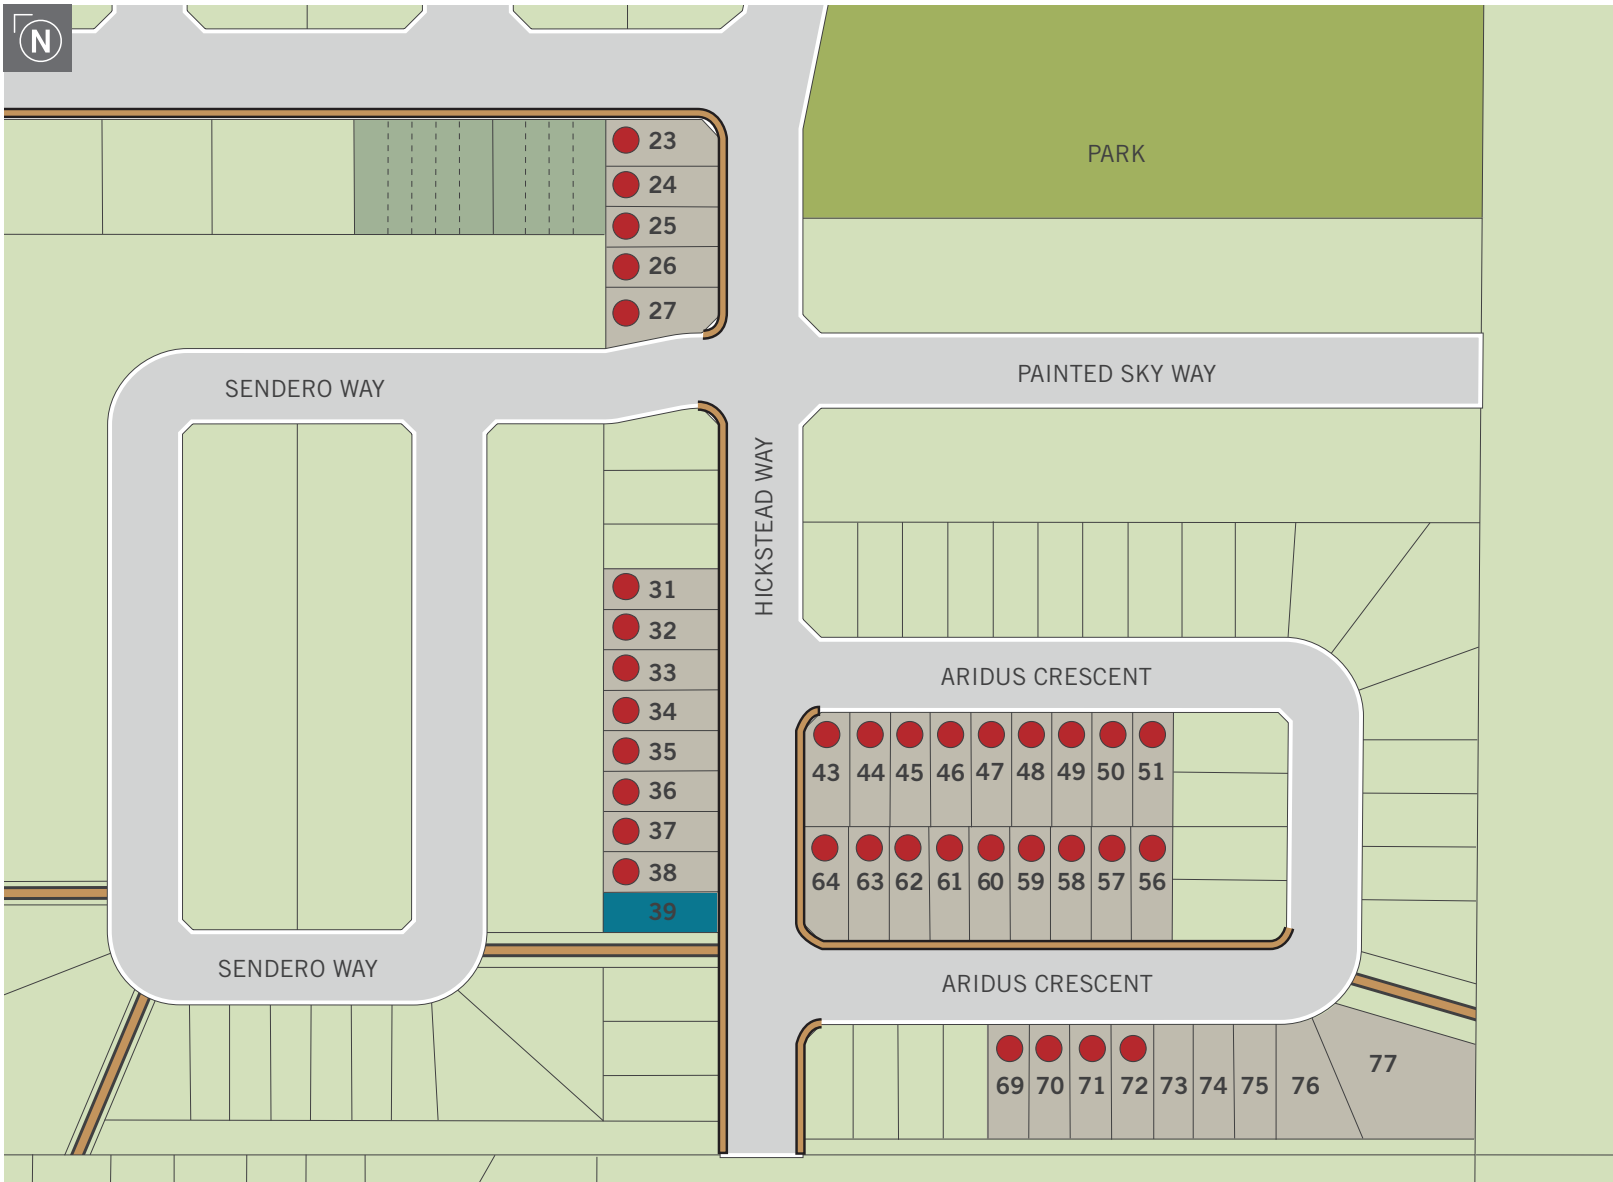 N
23
24
PARK
25
26
27
SENDERO WAY
PAINTED SKY WAY
HICKSTEAD WAY
31
32
33
34
35
36
37
38
39
ARIDUS CRESCENT
43 44 45 46 47 48 49 50 51
64 63 62 61 60 59 58 57 56
SENDERO WAY
ARIDUS CRESCENT
69 70 71 72 73 74 75 76 77